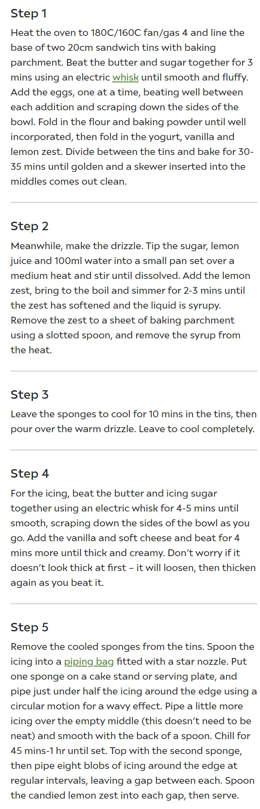 Step 1
Heat the oven to 180C/160C fan/gas 4 and line the
base of two 20cm sandwich tins with baking
parchment. Beat the butter and sugar together for 3
mins using an electric whisk until smooth and fluffy.
Add the eggs, one at a time, beating well between
each addition and scraping down the sides of the
bowl. Fold in the flour and baking powder until well
incorporated, then fold in the yogurt, vanilla and
lemon zest. Divide between the tins and bake for 30-
35 mins until golden and a skewer inserted into the
middles comes out clean.
Step 2
Meanwhile, make the drizzle. Tip the sugar, lemon
juice and 100ml water into a small pan set over a
medium heat and stir until dissolved. Add the lemon
zest, bring to the boil and simmer for 2-3 mins until
the zest has softened and the liquid is syrupy.
Remove the zest to a sheet of baking parchment
using a slotted spoon, and remove the syrup from
the heat.
Step 3
Leave the sponges to cool for 10 mins in the tins, then
pour over the warm drizzle. Leave to cool completely.
Step 4
For the icing, beat the butter and icing sugar
together using an electric whisk for 4-5 mins until
smooth, scraping down the sides of the bowl as you
go. Add the vanilla and soft cheese and beat for 4
mins more until thick and creamy. Don't worry if it
doesn't look thick at first – it will loosen, then thicken
again as you beat it.
Step 5
Remove the cooled sponges from the tins. Spoon the
icing into a piping bag fitted with a star nozzle. Put
one sponge on a cake stand or serving plate, and
pipe just under half the icing around the edge using a
circular motion for a wavy effect. Pipe a little more
icing over the empty middle (this doesn't need to be
neat) and smooth with the back of a spoon. Chill for
45 mins-1 hr until set. Top with the second sponge,
then pipe eight blobs of icing around the edge at
regular intervals, leaving a gap between each. Spoon
the candied lemon zest into each gap, then serve.